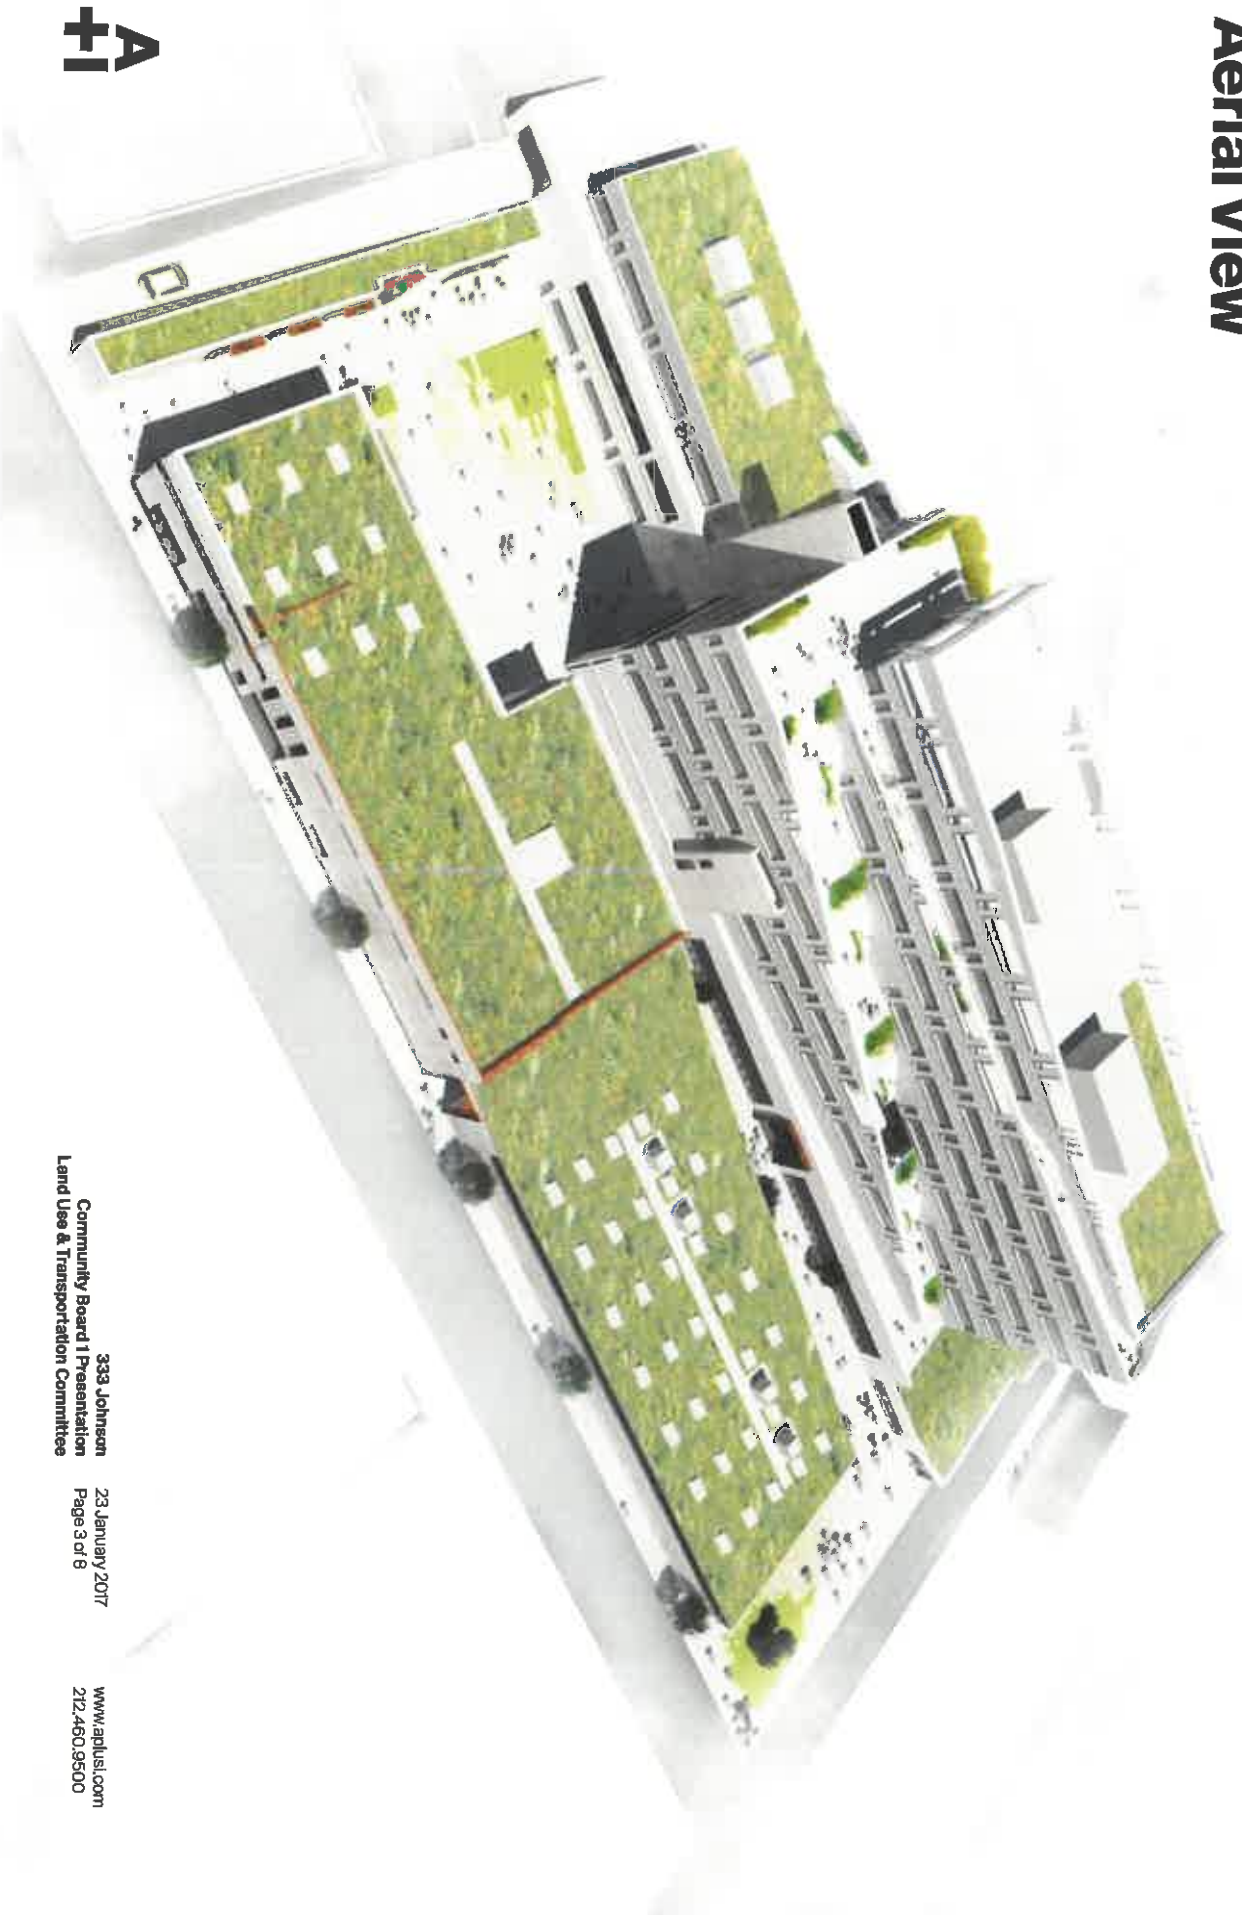 Aerial View
A
+I
333 Johnson
Community Board 1 Presentation
Land Use & Transportation Committee
23 January 2017
Page 3 of 8
www.aplusi.com
212.460.9500